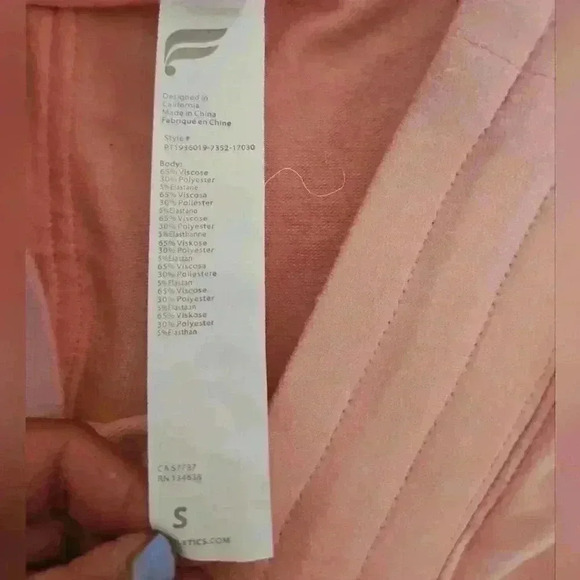 Designed in
California
Made in China
Fabriqué en Chine
Style#
Body:
65% Viscose
30% Polyester
5% Elastane
65% Viscosa
30% Poliester
5% Elastano
65% Viscose
30% Polyester
5% Elasthanne
65% Viskose
30% Polyester
5% Elastan
65% Viscosa
30% Poliestere
5% Elastan
65% Viscose
30% Polyester
5% Elastaan
65% Viskose
30% Polyester
5% Elasthan
S